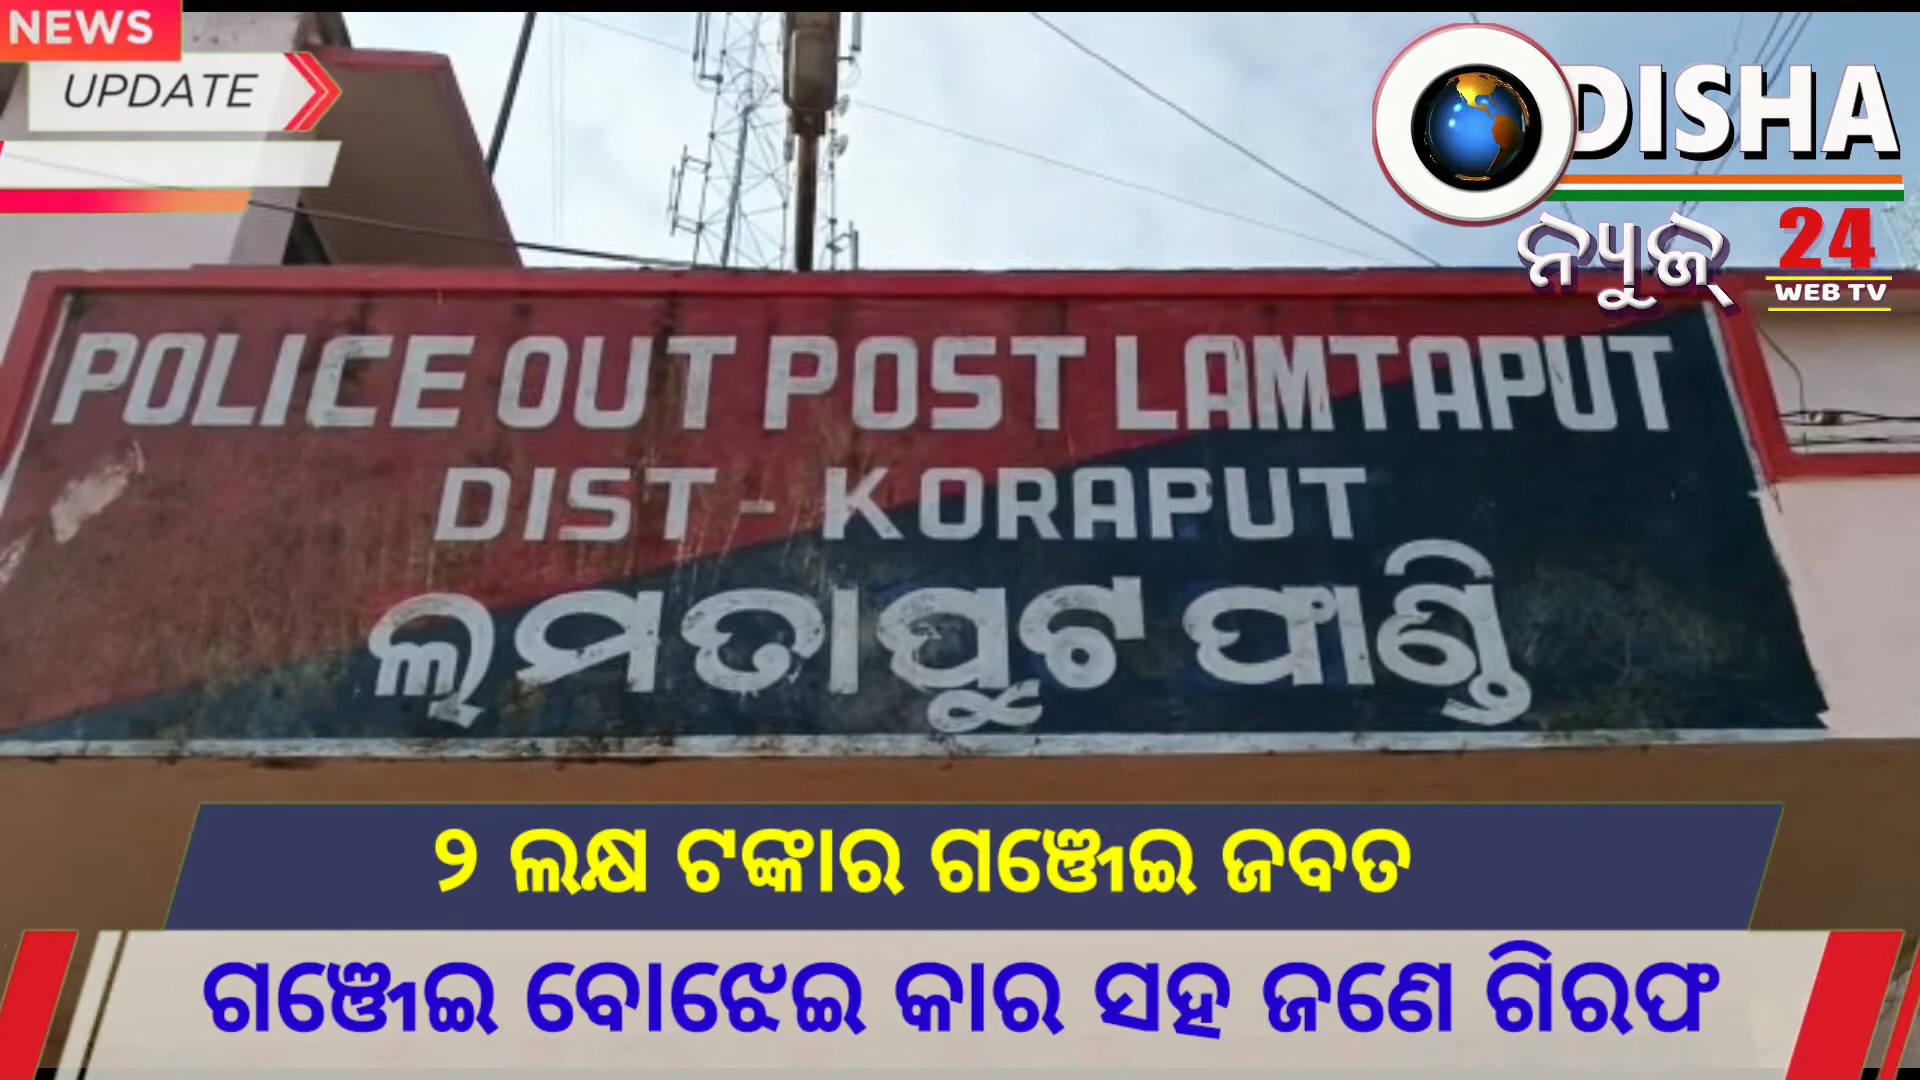 NEWS
UPDATE
ODISHA
ନ୍ୟୁଜ୍ 24
WEB TV
POLICE OUT POST LAMTAPUT
DIST - KORAPUT
ଲମତାପୁଟ ଫାଣ୍ଡି
୨ ଲକ୍ଷ ଟଙ୍କାର ଗଞ୍ଜେଇ ଜବତ
ଗଞ୍ଜେଇ ବୋଝେଇ କାର ସହ ଜଣେ ଗିରଫ